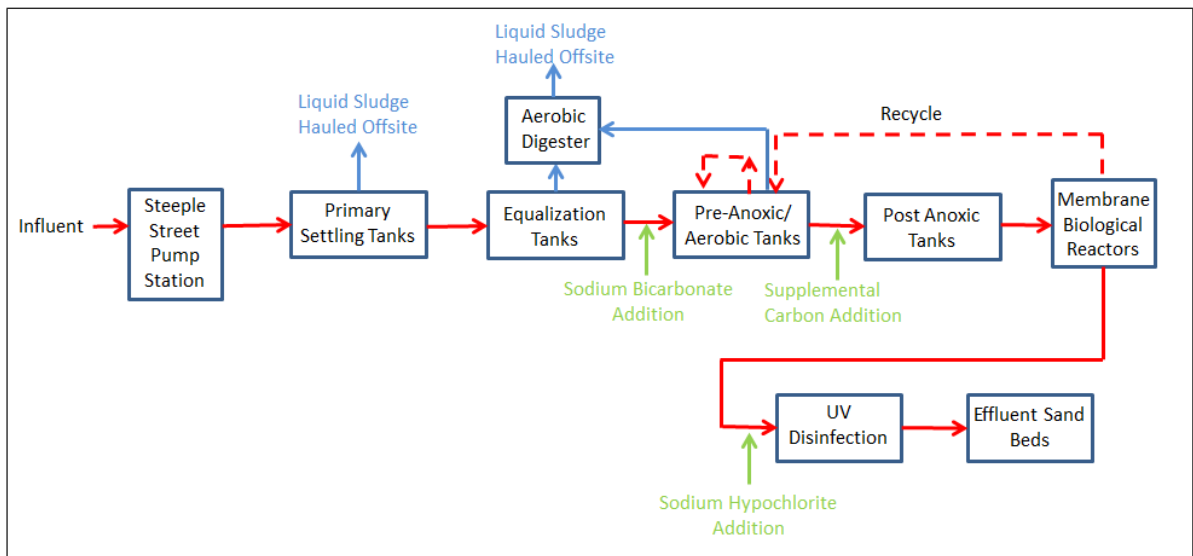 Liquid Sludge
Hauled Offsite
Liquid Sludge
Hauled Offsite
Aerobic
Digester
Recycle
Influent
Steeple
Street
Pump
Station
Primary
Settling Tanks
Equalization
Tanks
Pre-Anoxic/
Aerobic Tanks
Post Anoxic
Tanks
Membrane
Biological
Reactors
Sodium Bicarbonate
Addition
Supplemental
Carbon Addition
UV
Disinfection
Effluent Sand
Beds
Sodium Hypochlorite
Addition